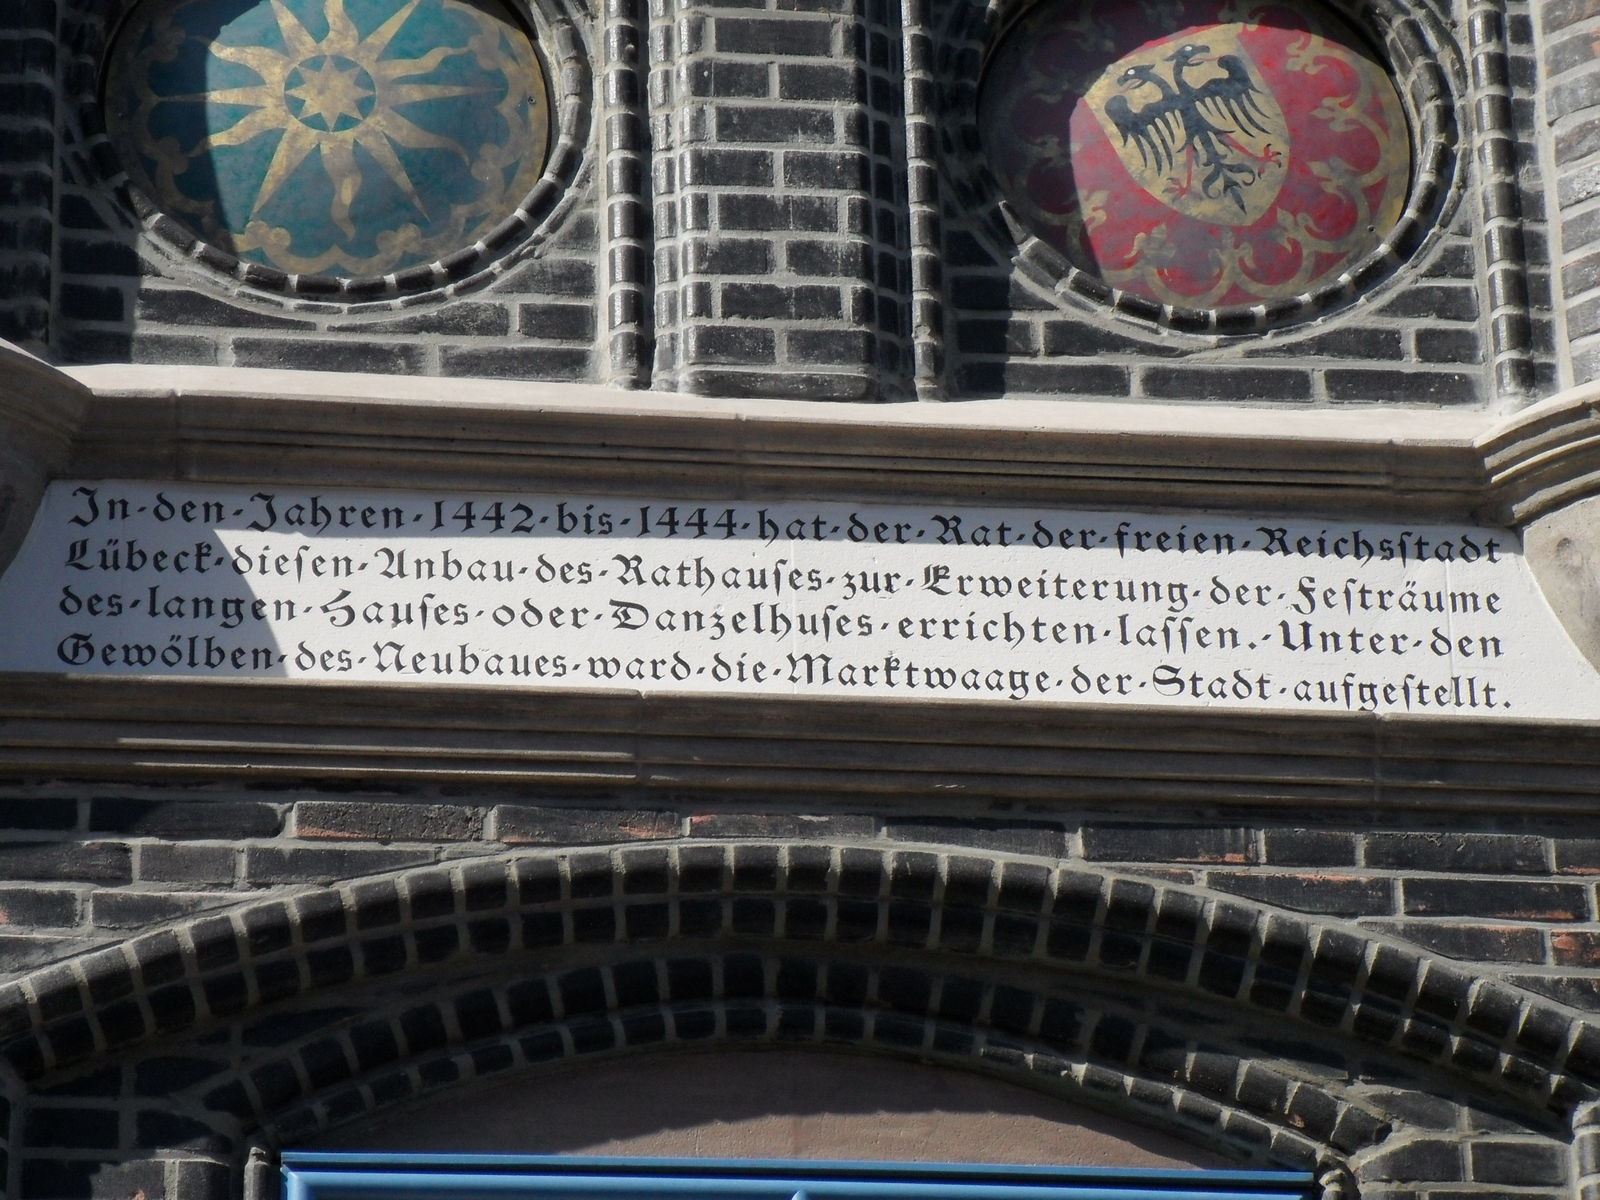 In·den·Jahren·1442·bis·1444·hat·der·Rat·der·freien·Reichsſtadt
Lübeck·dieſen·Anbau·des·Rathauſes·zur·Erweiterung·der·Feſträume
des·langen·Hauſes·oder·Danzelhuſes·errichten·laſſen.·Unter·den
Gewölben·des·Neubaues·ward·die·Marktwaage·der·Stadt·aufgeſtellt.